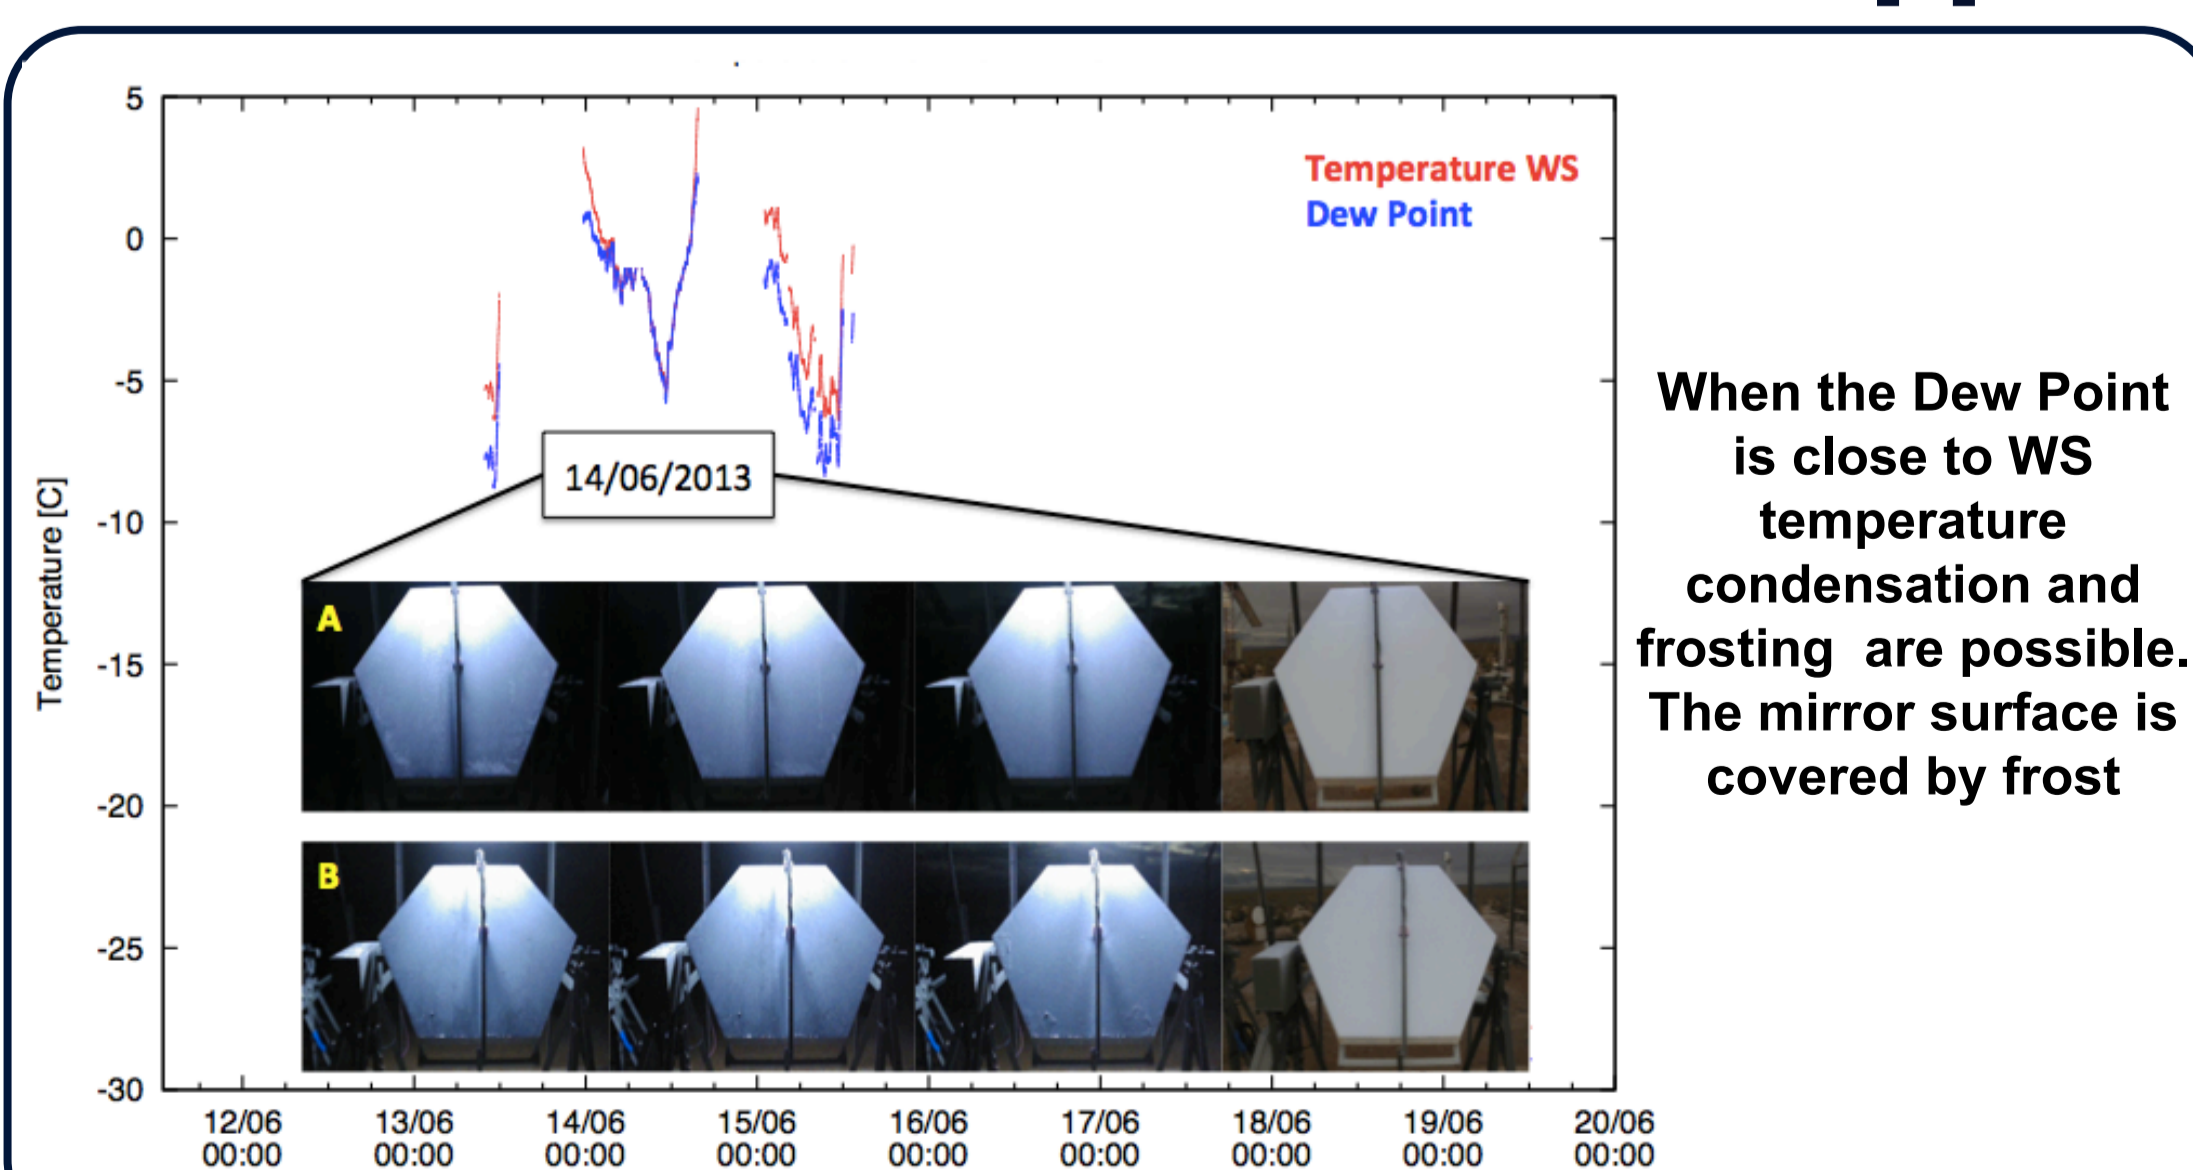 5
0
-5
-10
-15
-20
-25
-30
Temperature [C]
Temperature WS
Dew Point
14/06/2013
A
B
12/06 13/06 14/06 15/06 16/06 17/06 18/06 19/06 20/06
00:00 00:00 00:00 00:00 00:00 00:00 00:00 00:00 00:00
When the Dew Point
is close to WS
temperature
condensation and
frosting are possible.
The mirror surface is
covered by frost